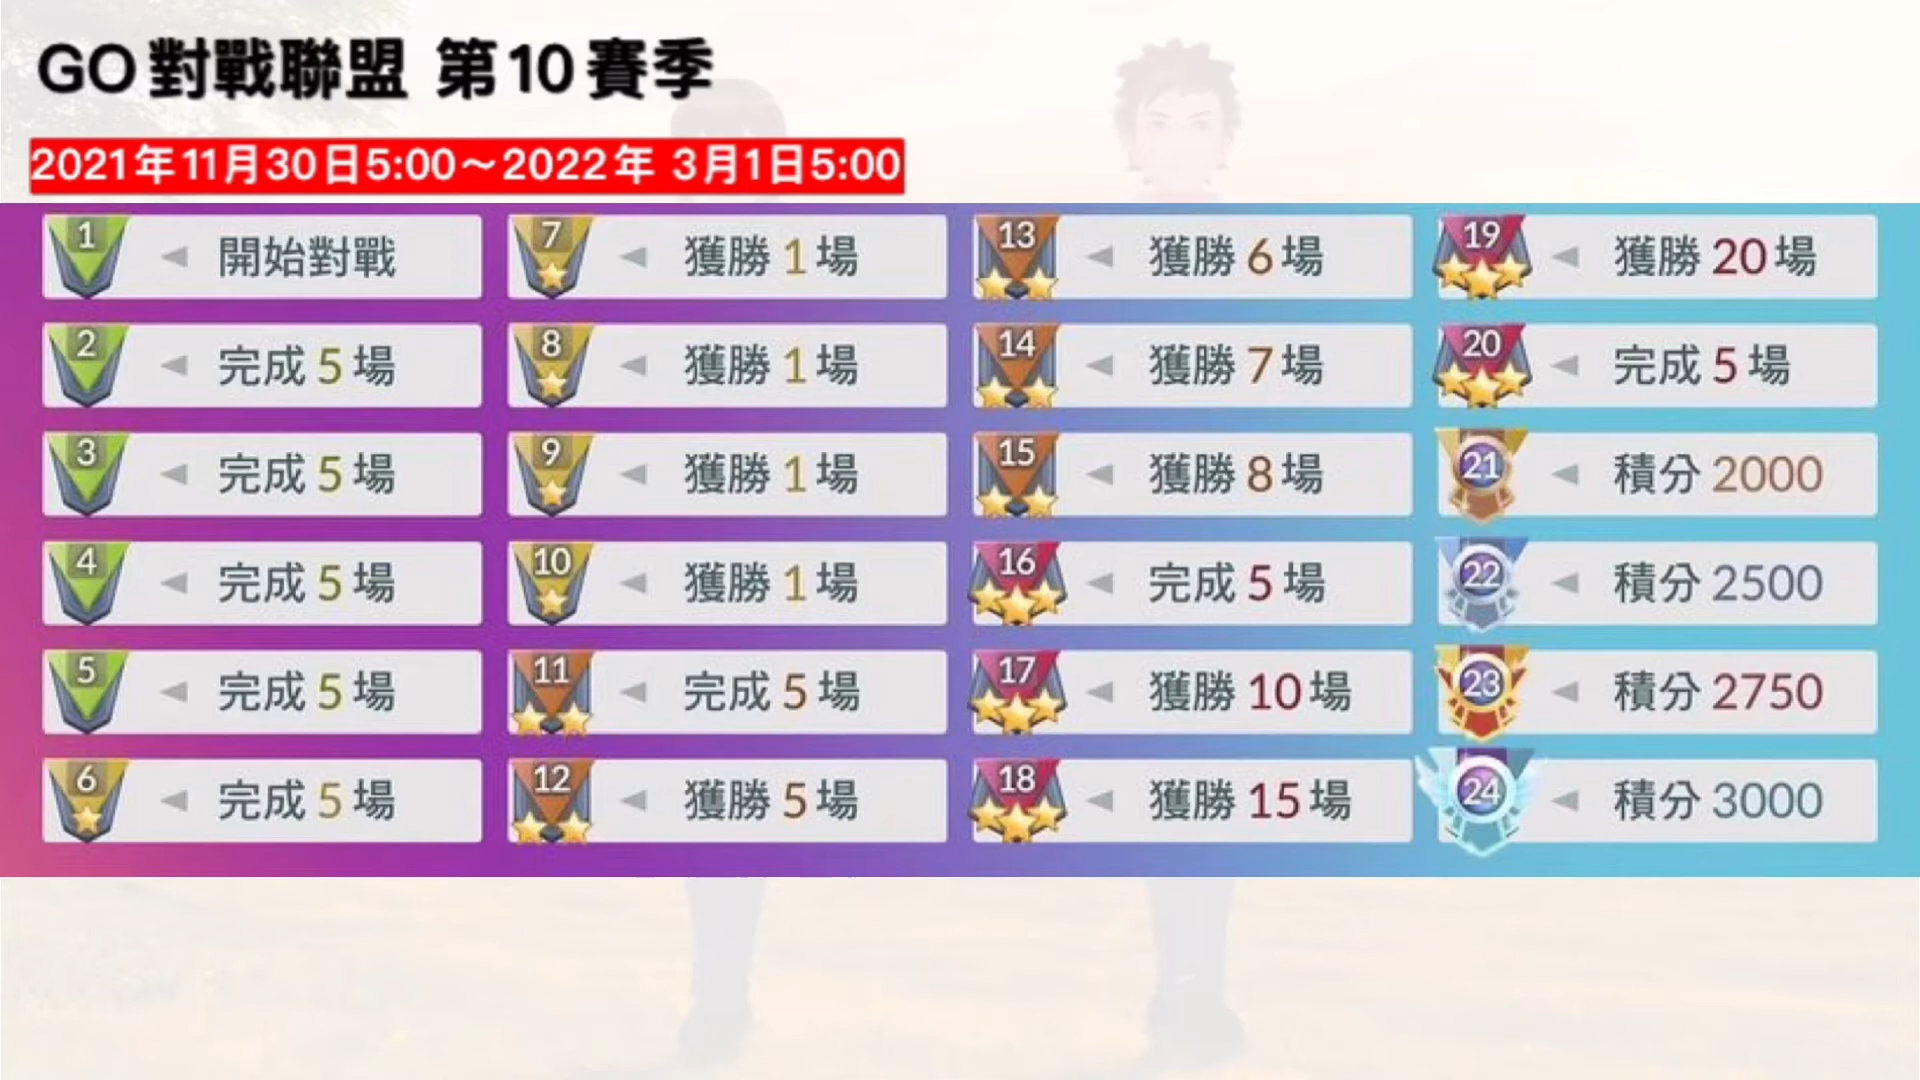 GO對戰聯盟 第10賽季
2021年11月30日5:00～2022年 3月1日5:00
1 開始對戰
2 完成 5 場
3 完成 5 場
4 完成 5 場
5 完成 5 場
6 完成 5 場
7 獲勝 1 場
8 獲勝 1 場
9 獲勝 1 場
10 獲勝 1 場
11 完成 5 場
12 獲勝 5 場
13 獲勝 6 場
14 獲勝 7 場
15 獲勝 8 場
16 完成 5 場
17 獲勝 10 場
18 獲勝 15 場
19 獲勝 20 場
20 完成 5 場
21 積分 2000
22 積分 2500
23 積分 2750
24 積分 3000